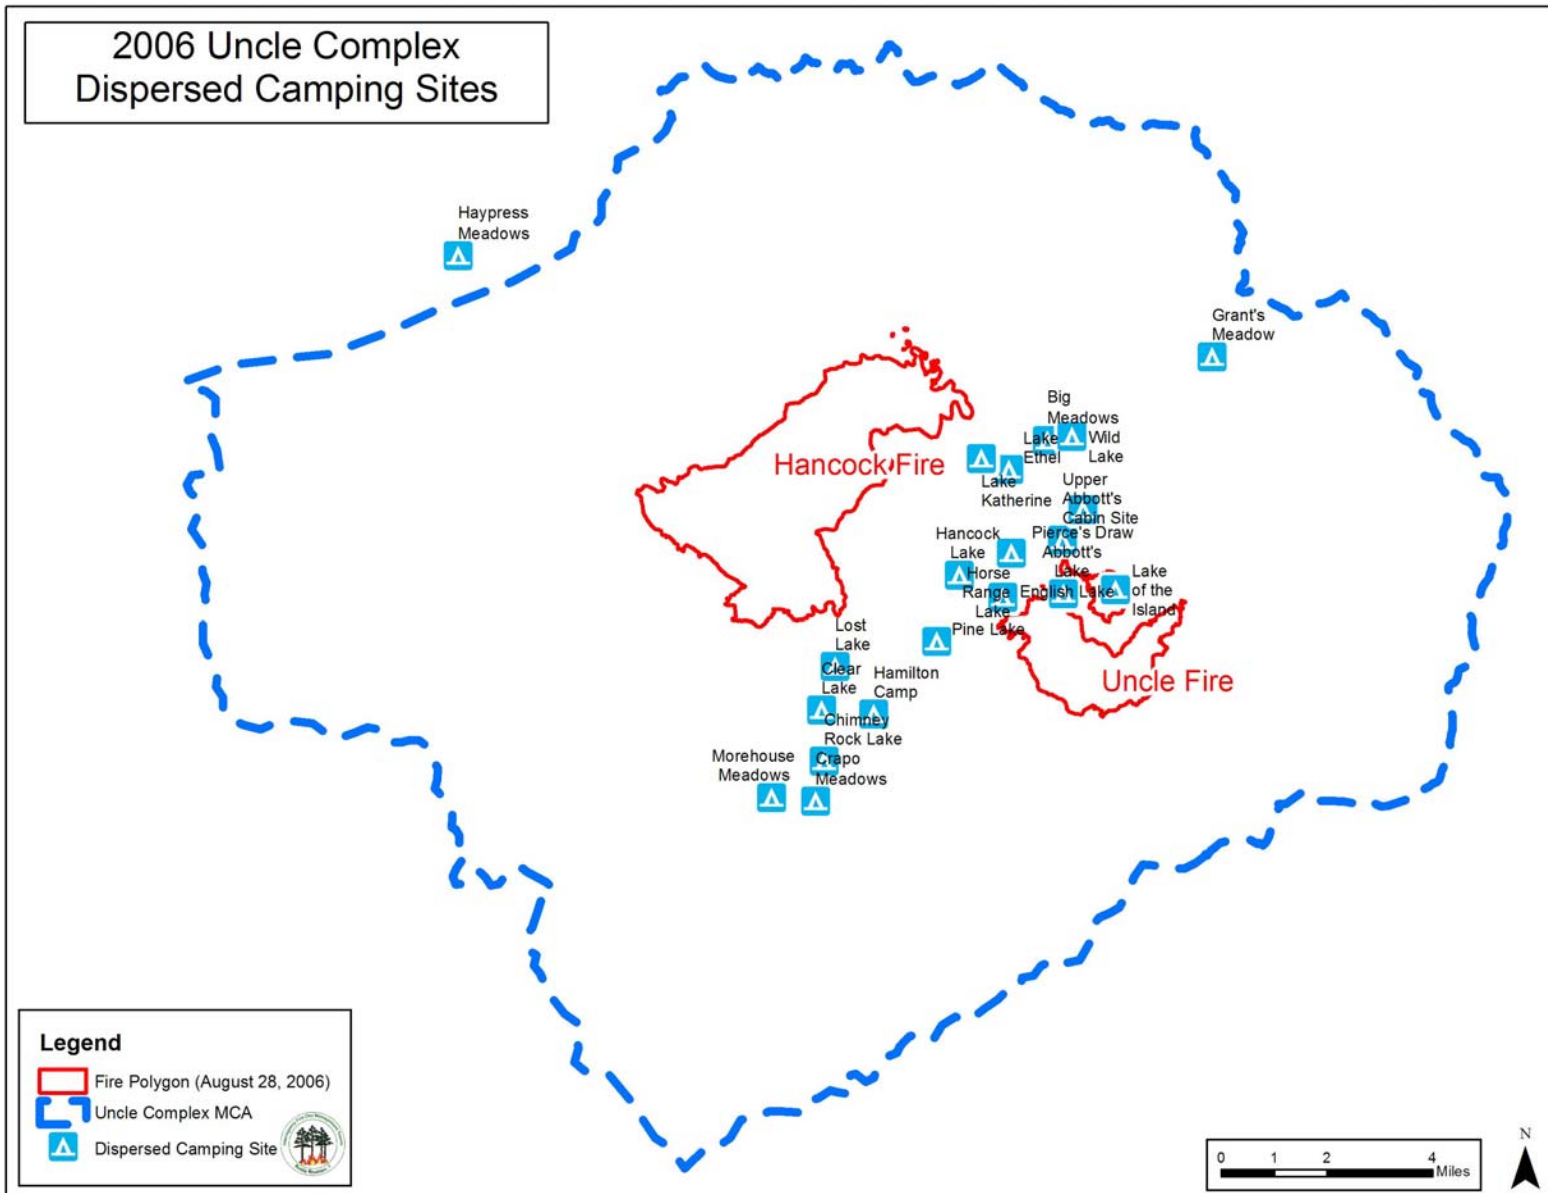 2006 Uncle Complex
Dispersed Camping Sites
Haypress
Meadows
Grant's
Meadow
Big
Meadows
Lake
Ethel
Wild
Lake
Hancock Fire
Lake
Katherine
Upper
Abbott's
Cabin Site
Hancock
Lake
Pierce's Draw
Abbott's
Lake
Horse
Range
Lake
English Lake
Lake
of the
Island
Pine Lake
Lost
Lake
Uncle Fire
Clear
Lake
Hamilton
Camp
Chimney
Rock Lake
Morehouse
Meadows
Crapo
Meadows
Legend
Fire Polygon (August 28, 2006)
Uncle Complex MCA
Dispersed Camping Site
N
0 1 2 4
Miles